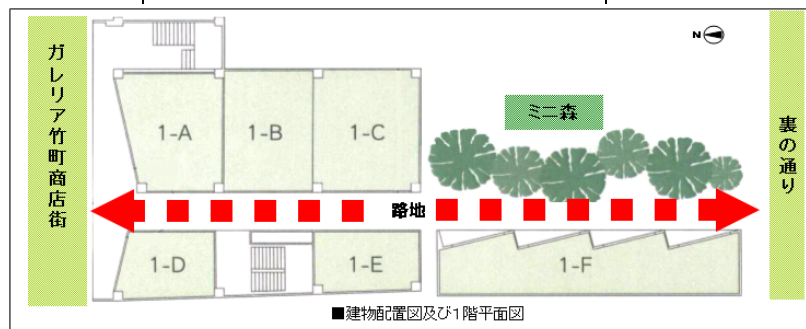 ガレリア竹町商店街
N
ミニ森
裏の通り
1-A
1-B
1-C
路地
1-D
1-E
1-F
■建物配置図及び1階平面図